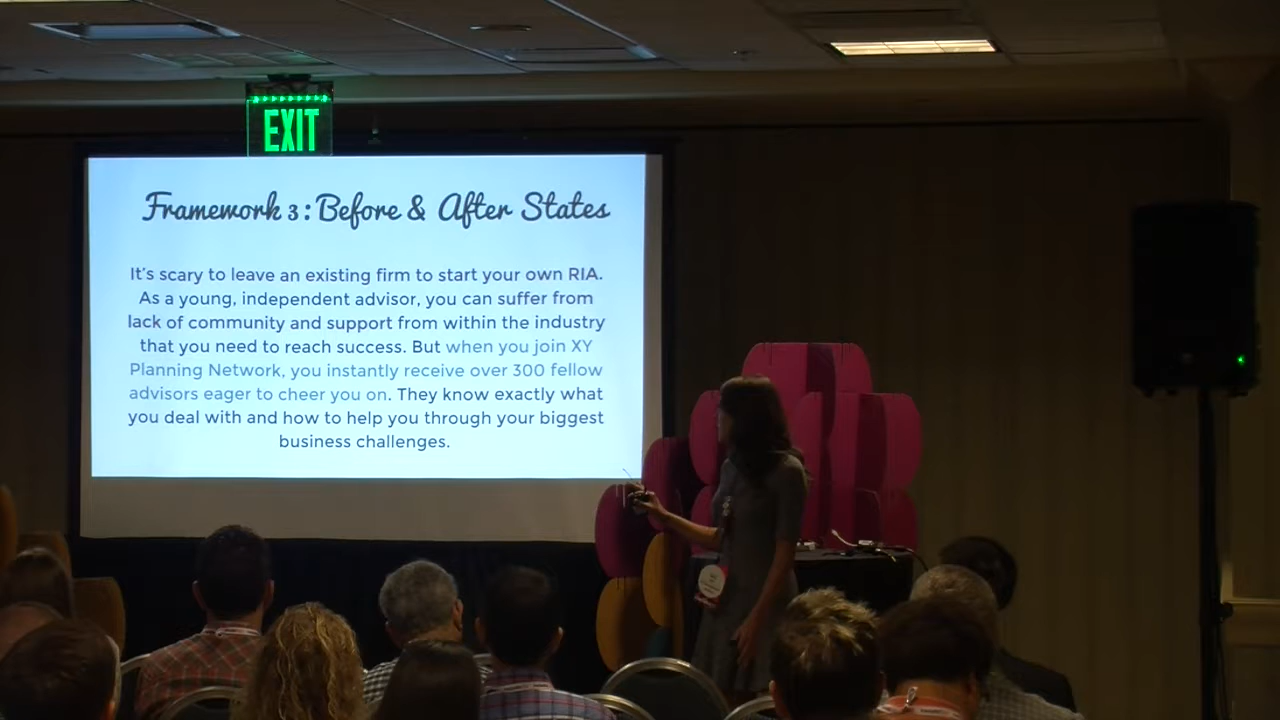 EXIT
Framework 3: Before & After States
It's scary to leave an existing firm to start your own RIA.
As a young, independent advisor, you can suffer from
lack of community and support from within the industry
that you need to reach success. But when you join XY
Planning Network, you instantly receive over 300 fellow
advisors eager to cheer you on. They know exactly what
you deal with and how to help you through your biggest
business challenges.